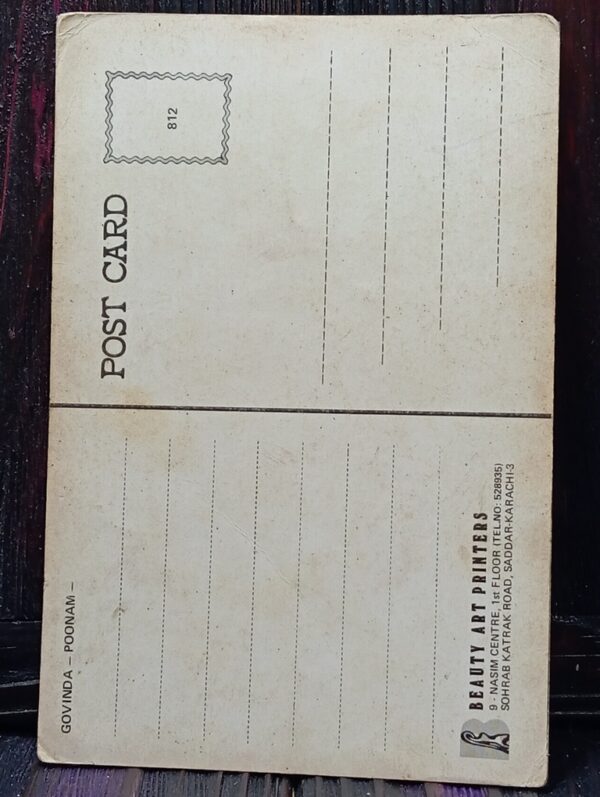 GOVINDA – POONAM –
POST CARD
812
BEAUTY ART PRINTERS
9 - NASIM CENTRE, 1st FLOOR (TEL.NO: 528935)
SOHRAB KATRAK ROAD, SADDAR-KARACHI-3